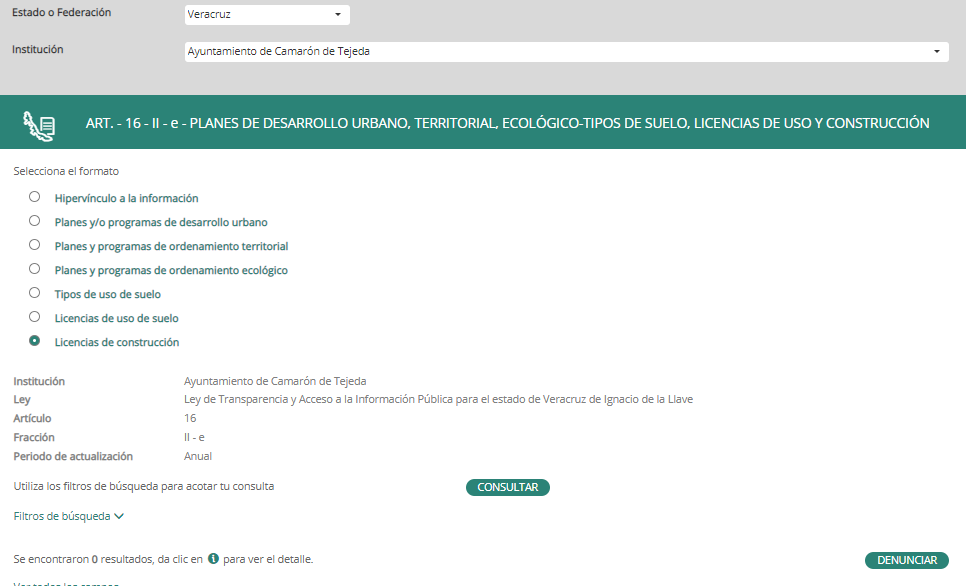 Estado o Federación Veracruz
Institución Ayuntamiento de Camarón de Tejeda
ART. - 16 - II - e - PLANES DE DESARROLLO URBANO, TERRITORIAL, ECOLÓGICO-TIPOS DE SUELO, LICENCIAS DE USO Y CONSTRUCCIÓN
Selecciona el formato
Hipervínculo a la información
Planes y/o programas de desarrollo urbano
Planes y programas de ordenamiento territorial
Planes y programas de ordenamiento ecológico
Tipos de uso de suelo
Licencias de uso de suelo
Licencias de construcción
Institución Ayuntamiento de Camarón de Tejeda
Ley Ley de Transparencia y Acceso a la Información Pública para el estado de Veracruz de Ignacio de la Llave
Artículo 16
Fracción II - e
Periodo de actualización Anual
Utiliza los filtros de búsqueda para acotar tu consulta CONSULTAR
Filtros de búsqueda
Se encontraron 0 resultados, da clic en i para ver el detalle. DENUNCIAR
Ver todos los campos